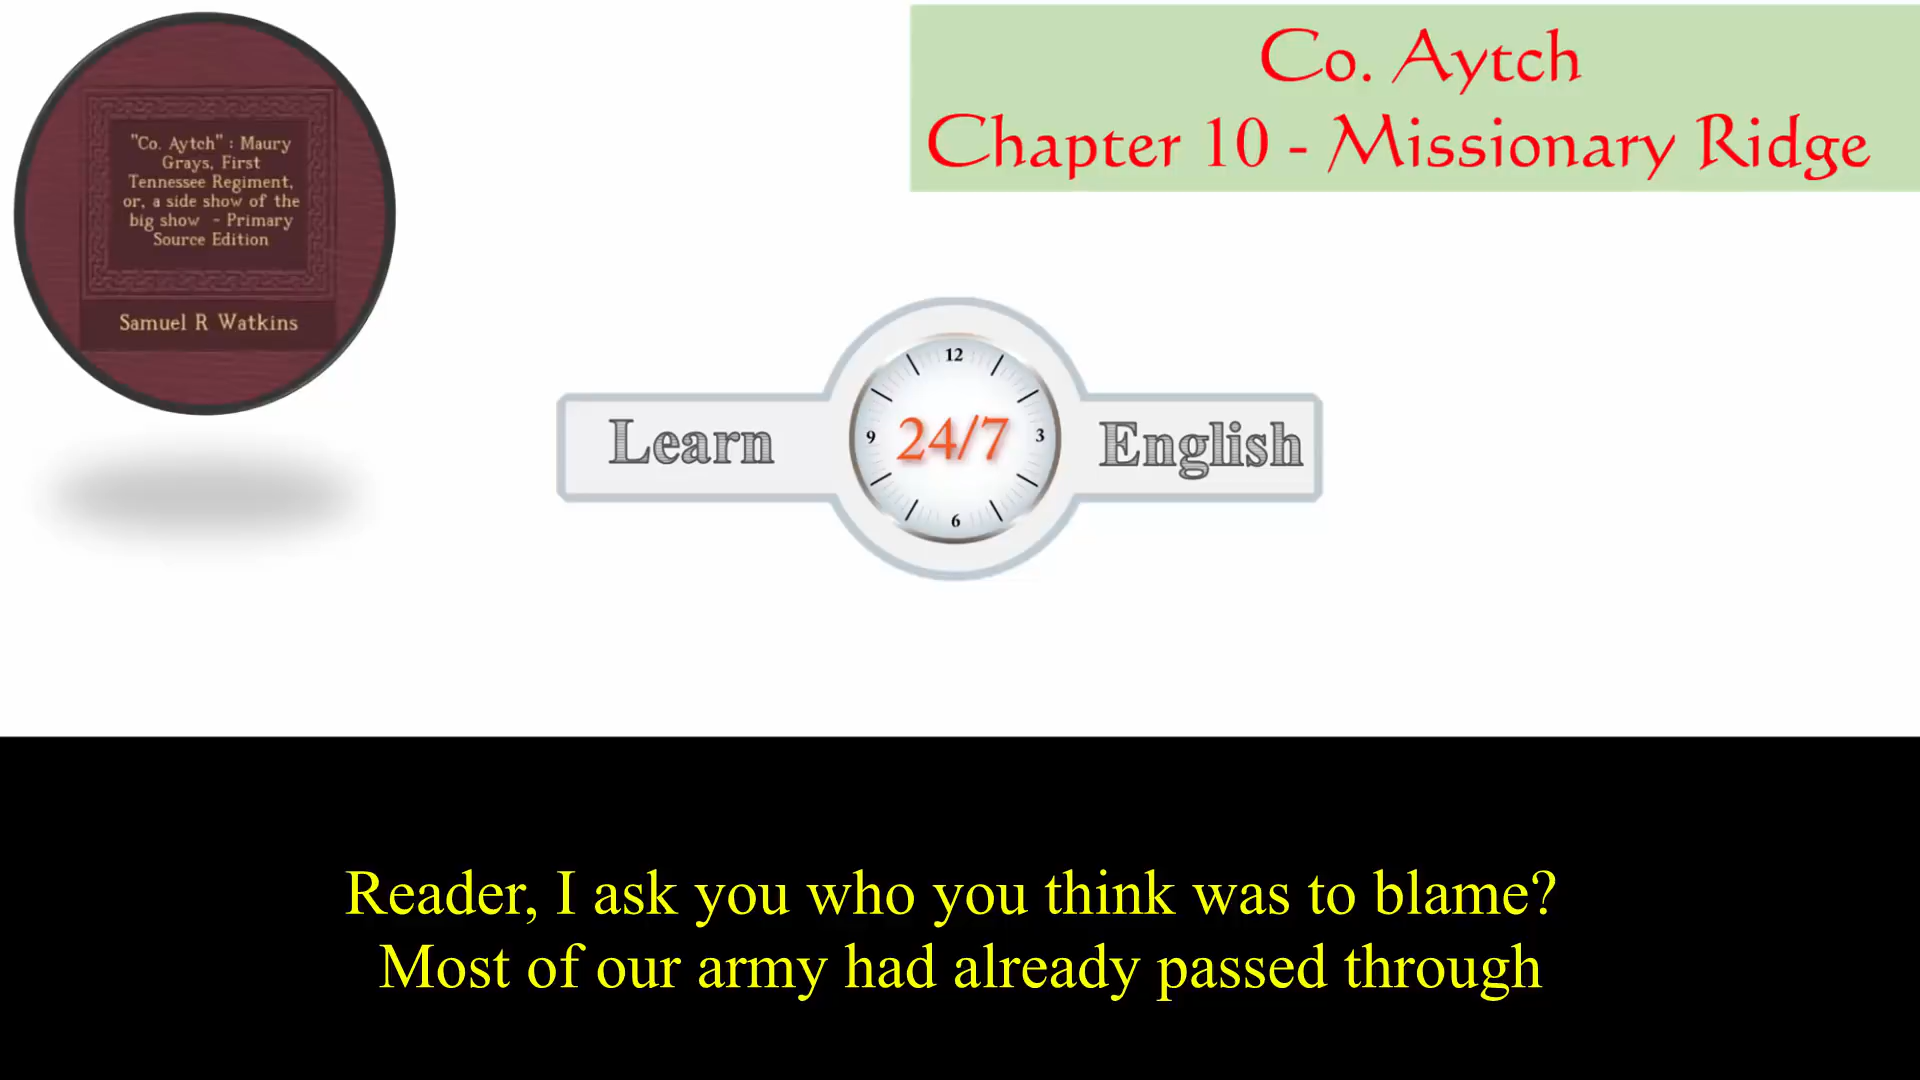 "Co. Aytch" : Maury
Grays, First
Tennessee Regiment,
or, a side show of the
big show - Primary
Source Edition
Samuel R Watkins
Co. Aytch
Chapter 10 - Missionary Ridge
Learn 24/7 English
12
9
3
6
Reader, I ask you who you think was to blame?
Most of our army had already passed through